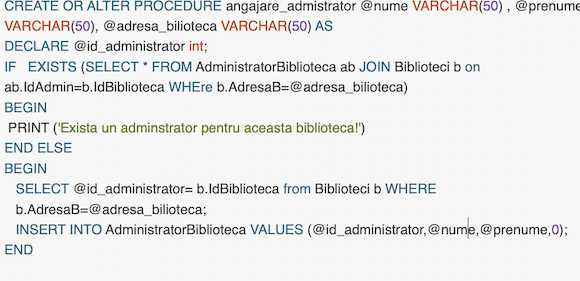 CREATE OR ALTER PROCEDURE angajare_admistrator @nume VARCHAR(50) , @prenume
VARCHAR(50), @adresa_bilioteca VARCHAR(50) AS
DECLARE @id_administrator int;
IF EXISTS (SELECT * FROM AdministratorBiblioteca ab JOIN Biblioteci b on
ab.IdAdmin=b.IdBiblioteca WHEre b.AdresaB=@adresa_bilioteca)
BEGIN
PRINT ('Exista un adminstrator pentru aceasta biblioteca!')
END ELSE
BEGIN
SELECT @id_administrator= b.IdBiblioteca from Biblioteci b WHERE
b.AdresaB=@adresa_bilioteca;
INSERT INTO AdministratorBiblioteca VALUES (@id_administrator,@nume,@prenume,0);
END